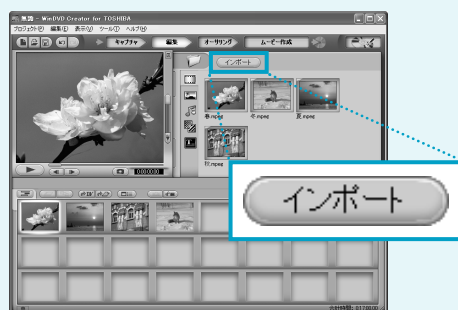 無題 - WinDVD Creator for TOSHIBA
プロジェクト(P) 編集(E) 表示(V) ツール(T) ヘルプ(H)
キャプチャ 編集 オーサリング ムービー作成
インポート
春.mpeg 冬.mpeg 夏.mpeg
秋.mpeg
インポート